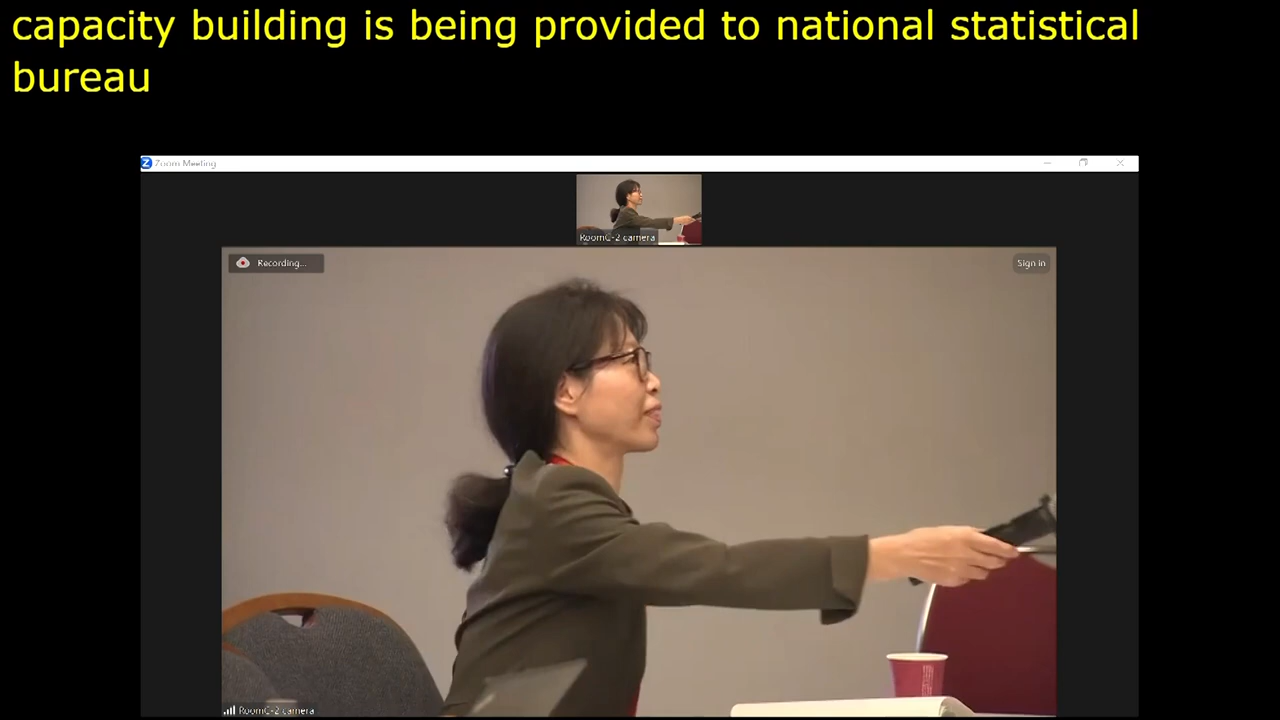 capacity building is being provided to national statistical
bureau
Zoom Meeting
RoomC-2 camera
Recording...
Sign in
RoomC-2 camera